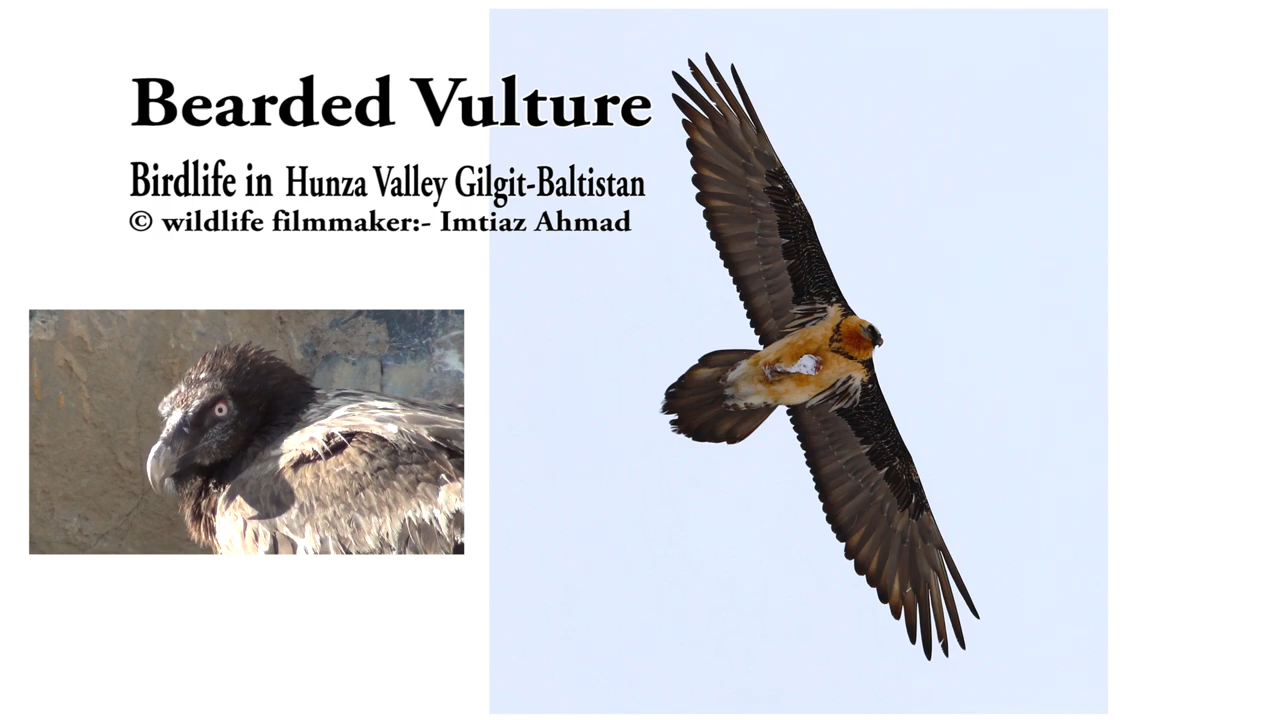 Bearded Vulture
Birdlife in Hunza Valley Gilgit-Baltistan
© wildlife filmmaker:- Imtiaz Ahmad